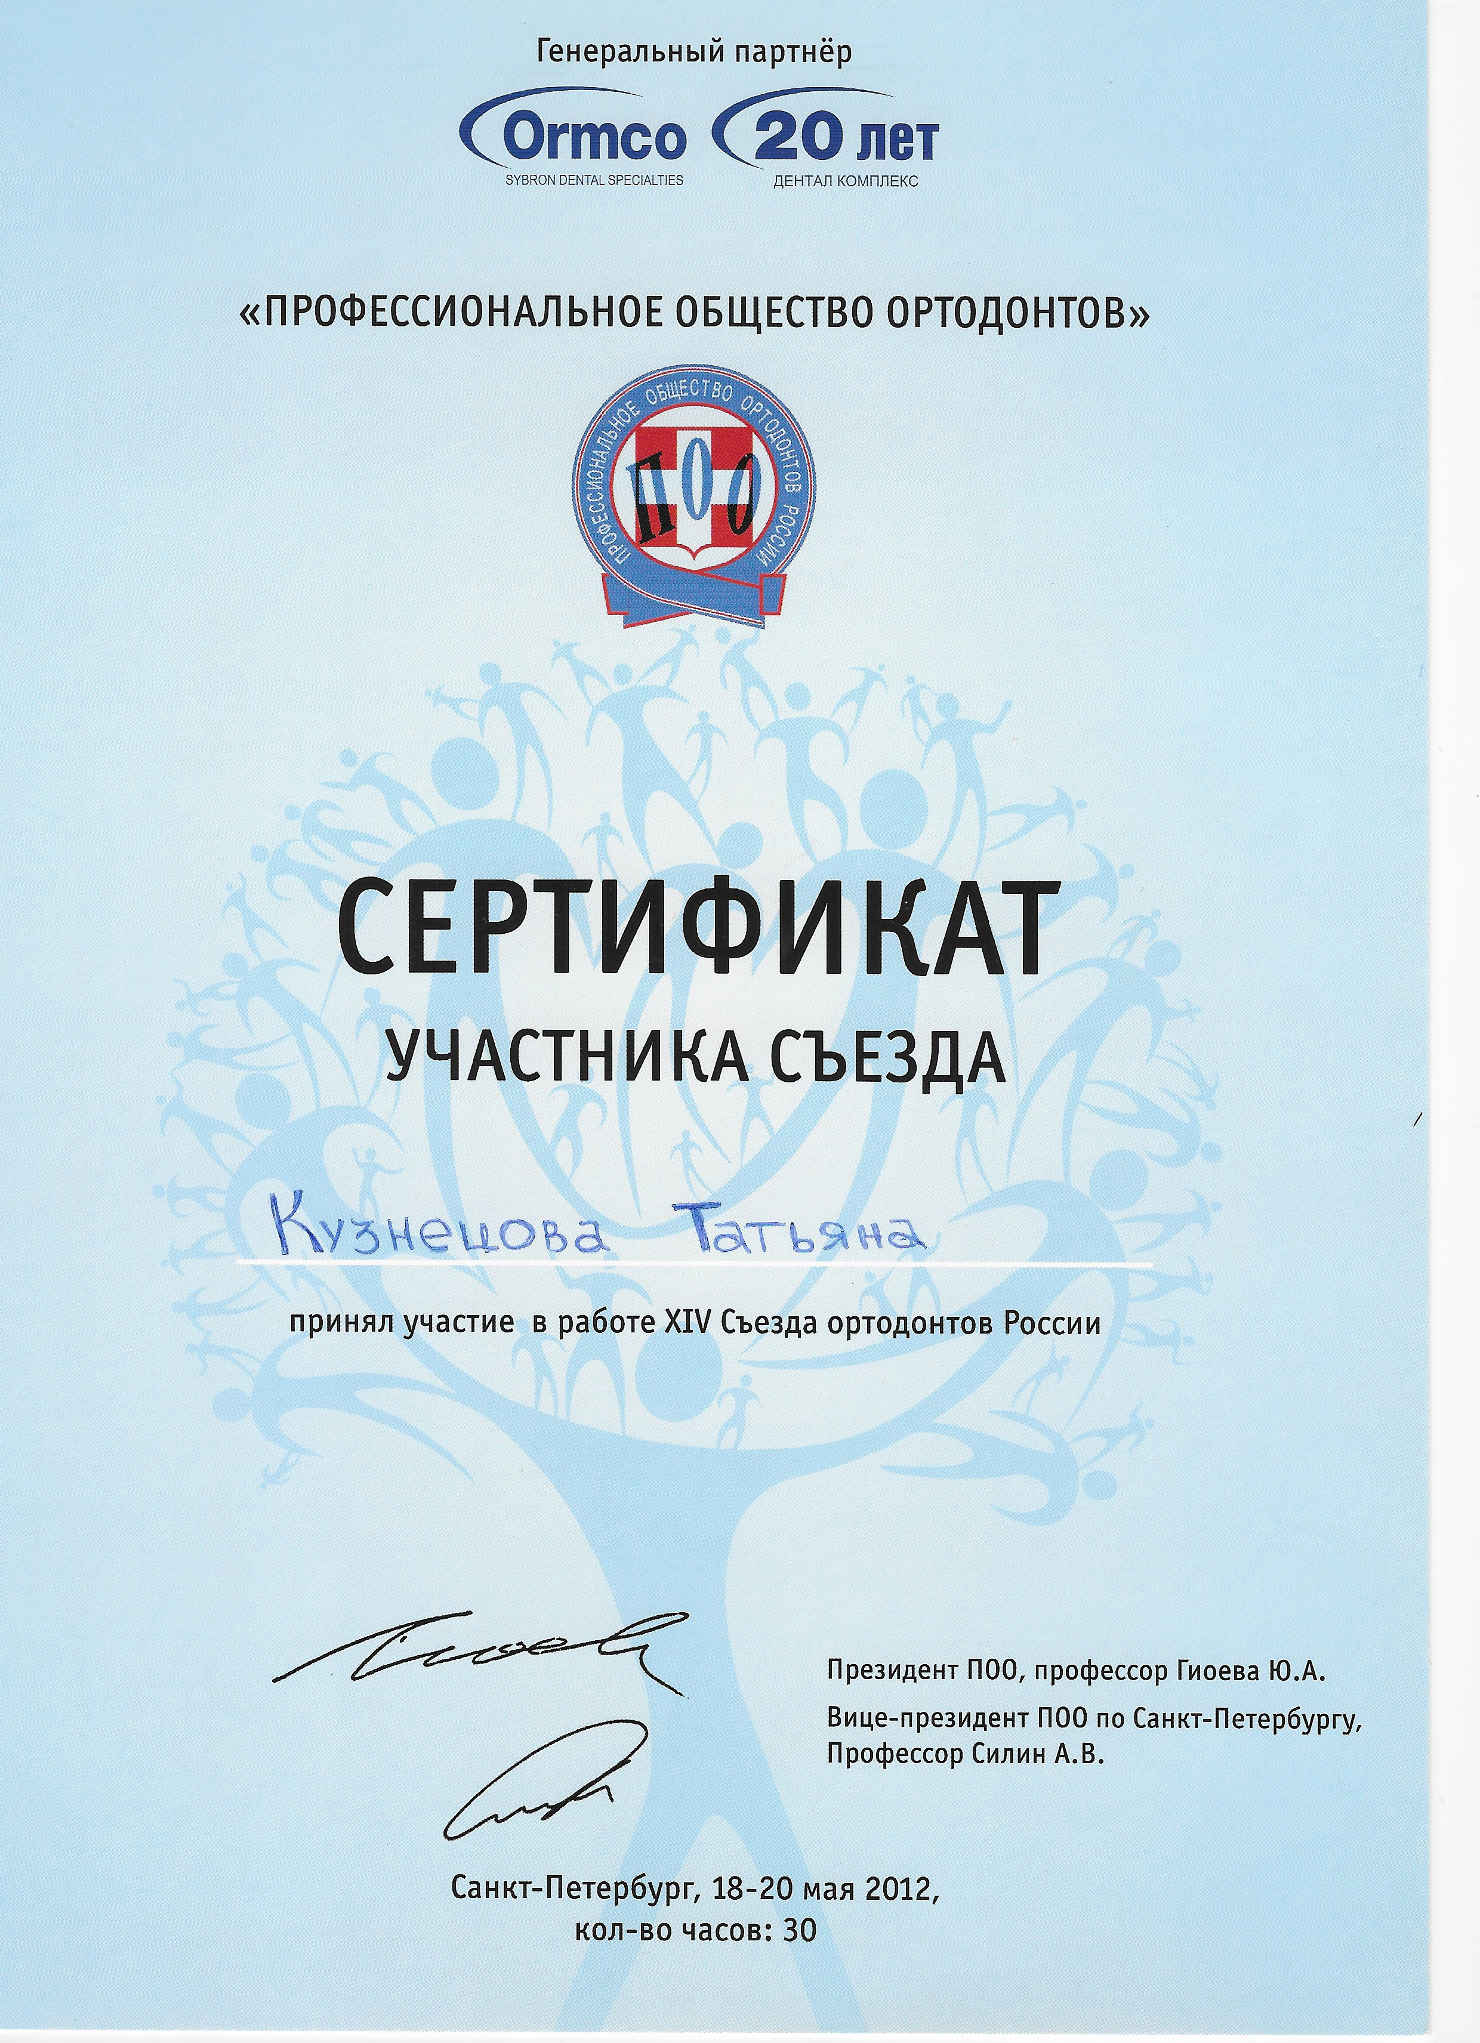 Генеральный партнёр
Ormco 20 лет
SYBRON DENTAL SPECIALTIES ДЕНТАЛ КОМПЛЕКС
«ПРОФЕССИОНАЛЬНОЕ ОБЩЕСТВО ОРТОДОНТОВ»
ПРОФЕССИОНАЛЬНОЕ ОБЩЕСТВО ОРТОДОНТОВ РОССИИ
ПОО
СЕРТИФИКАТ
УЧАСТНИКА СЪЕЗДА
Кузнецова Татьяна
принял участие в работе XIV Съезда ортодонтов России
Президент ПОО, профессор Гиоева Ю.А.
Вице-президент ПОО по Санкт-Петербургу,
Профессор Силин А.В.
Санкт-Петербург, 18-20 мая 2012,
кол-во часов: 30